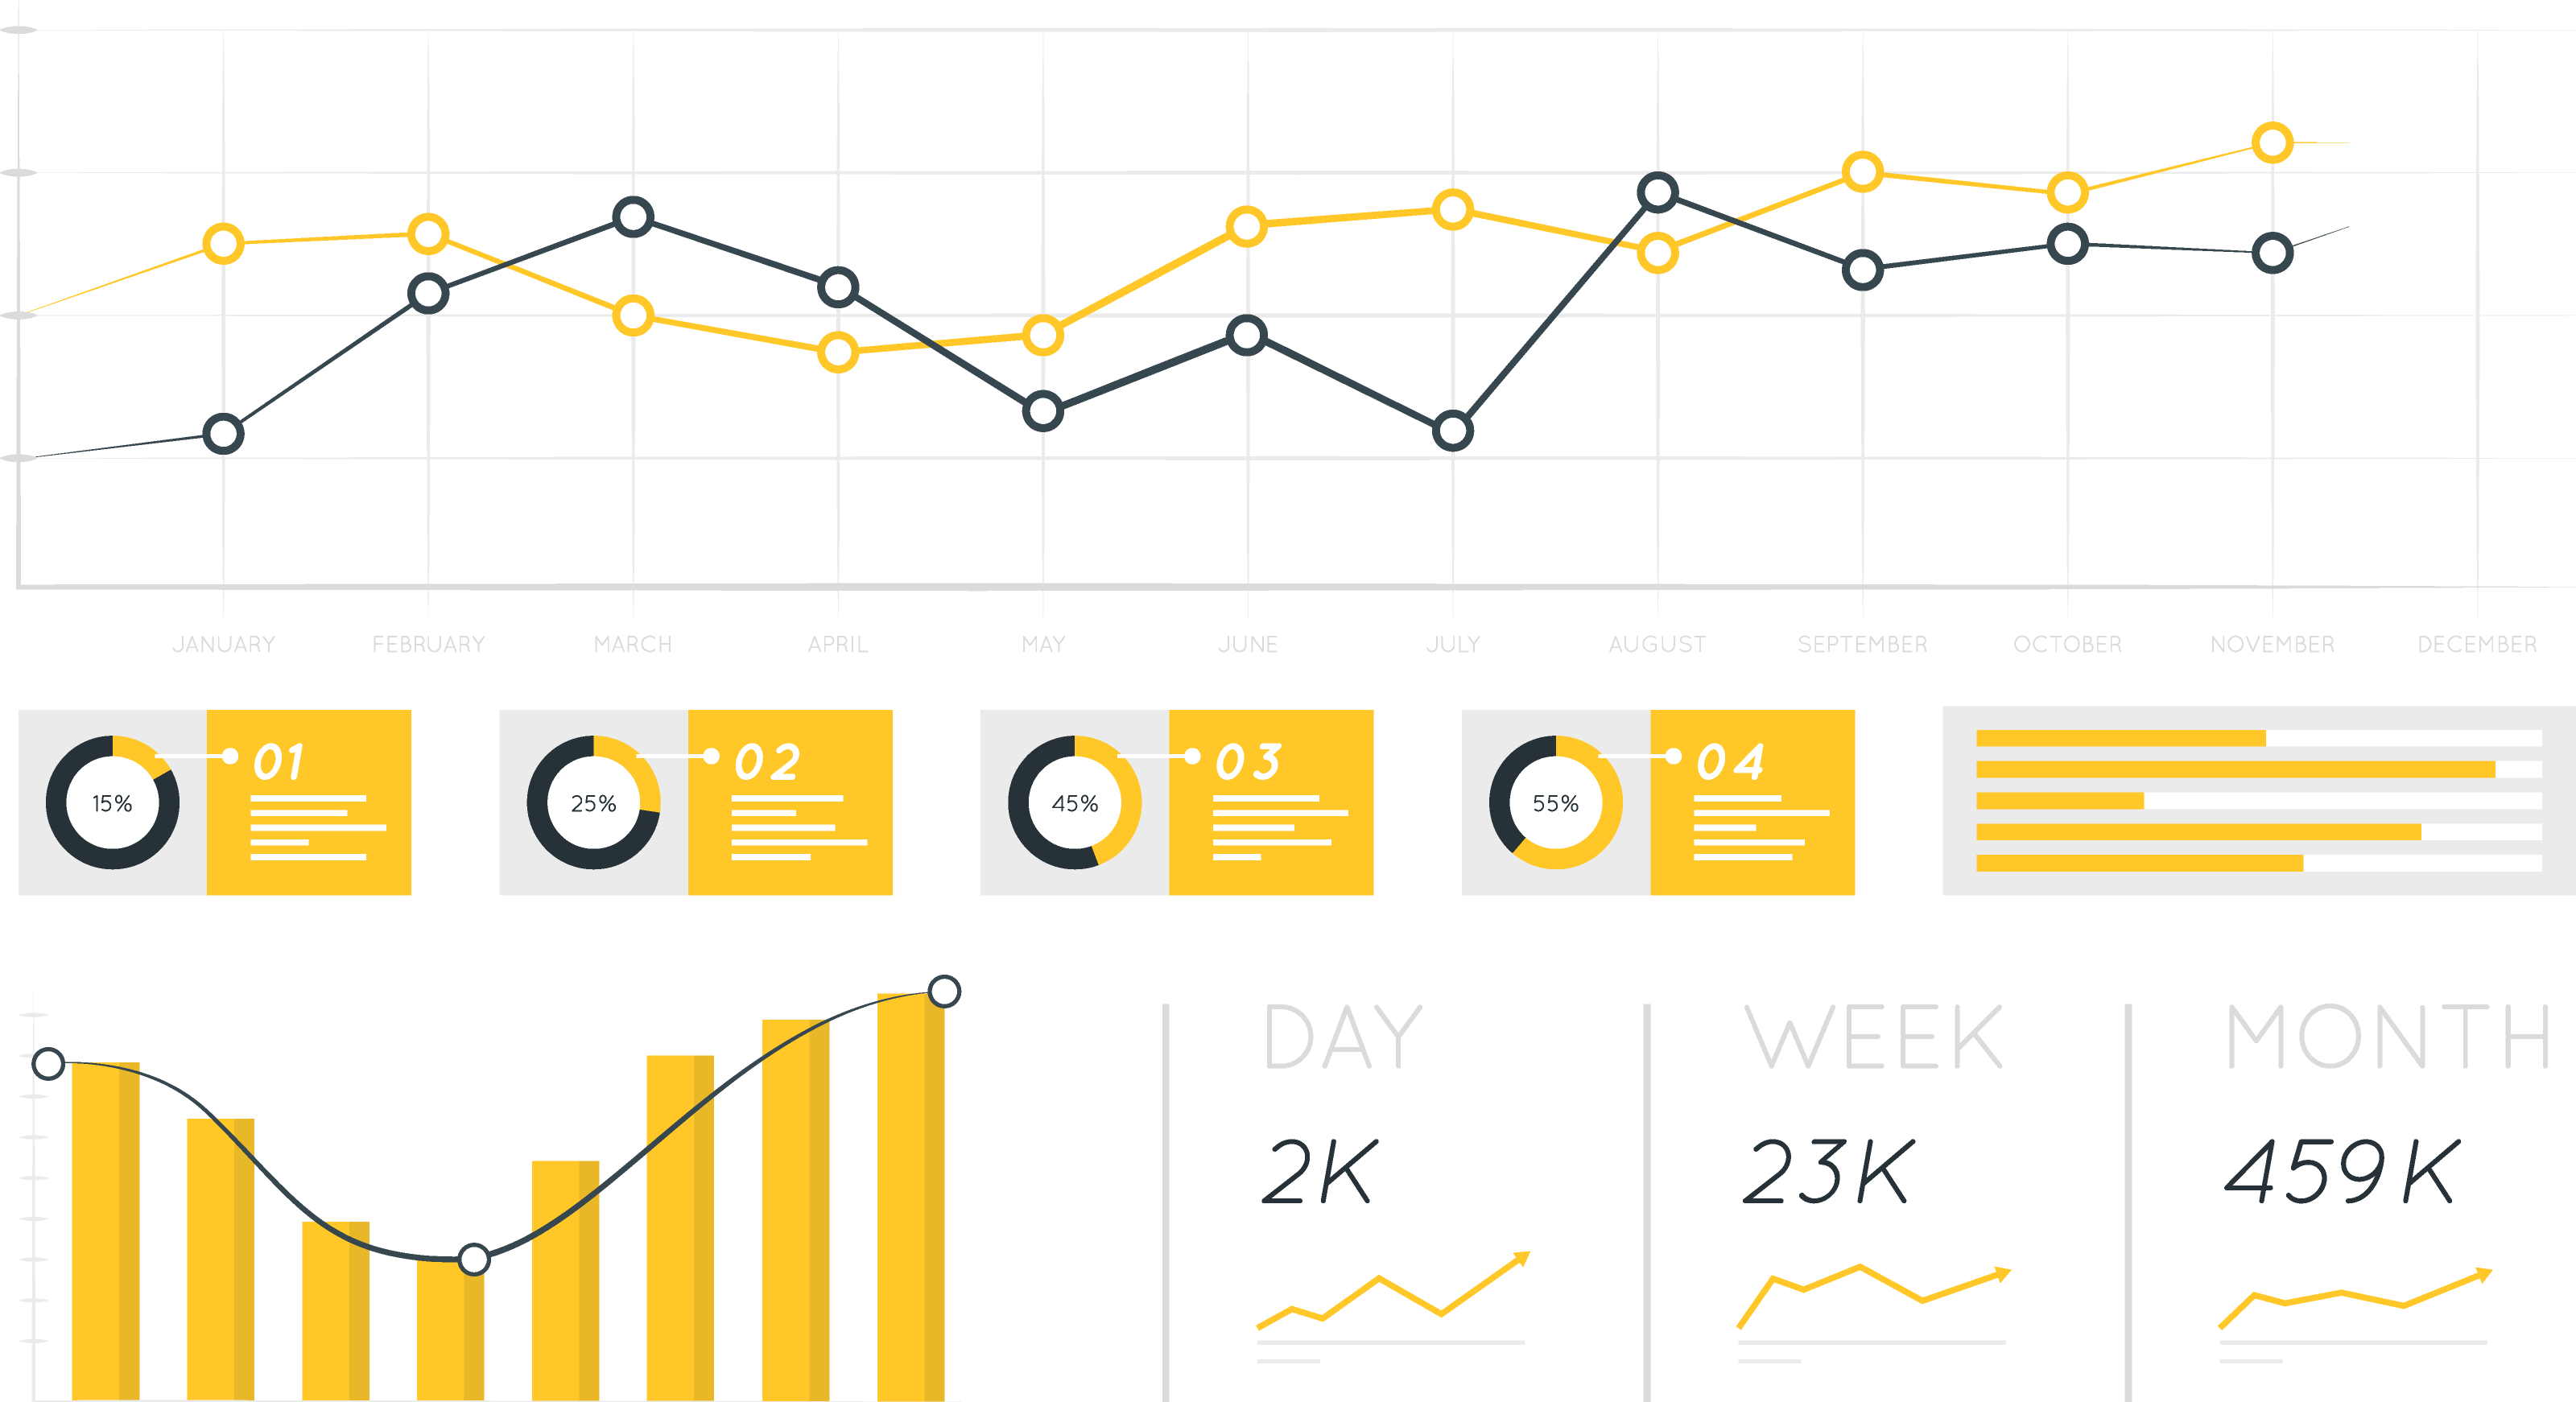 JANUARY FEBRUARY MARCH APRIL MAY JUNE JULY AUGUST SEPTEMBER OCTOBER NOVEMBER DECEMBER
15%
01
25%
02
45%
03
55%
04
DAY
2K
WEEK
23K
MONTH
459K